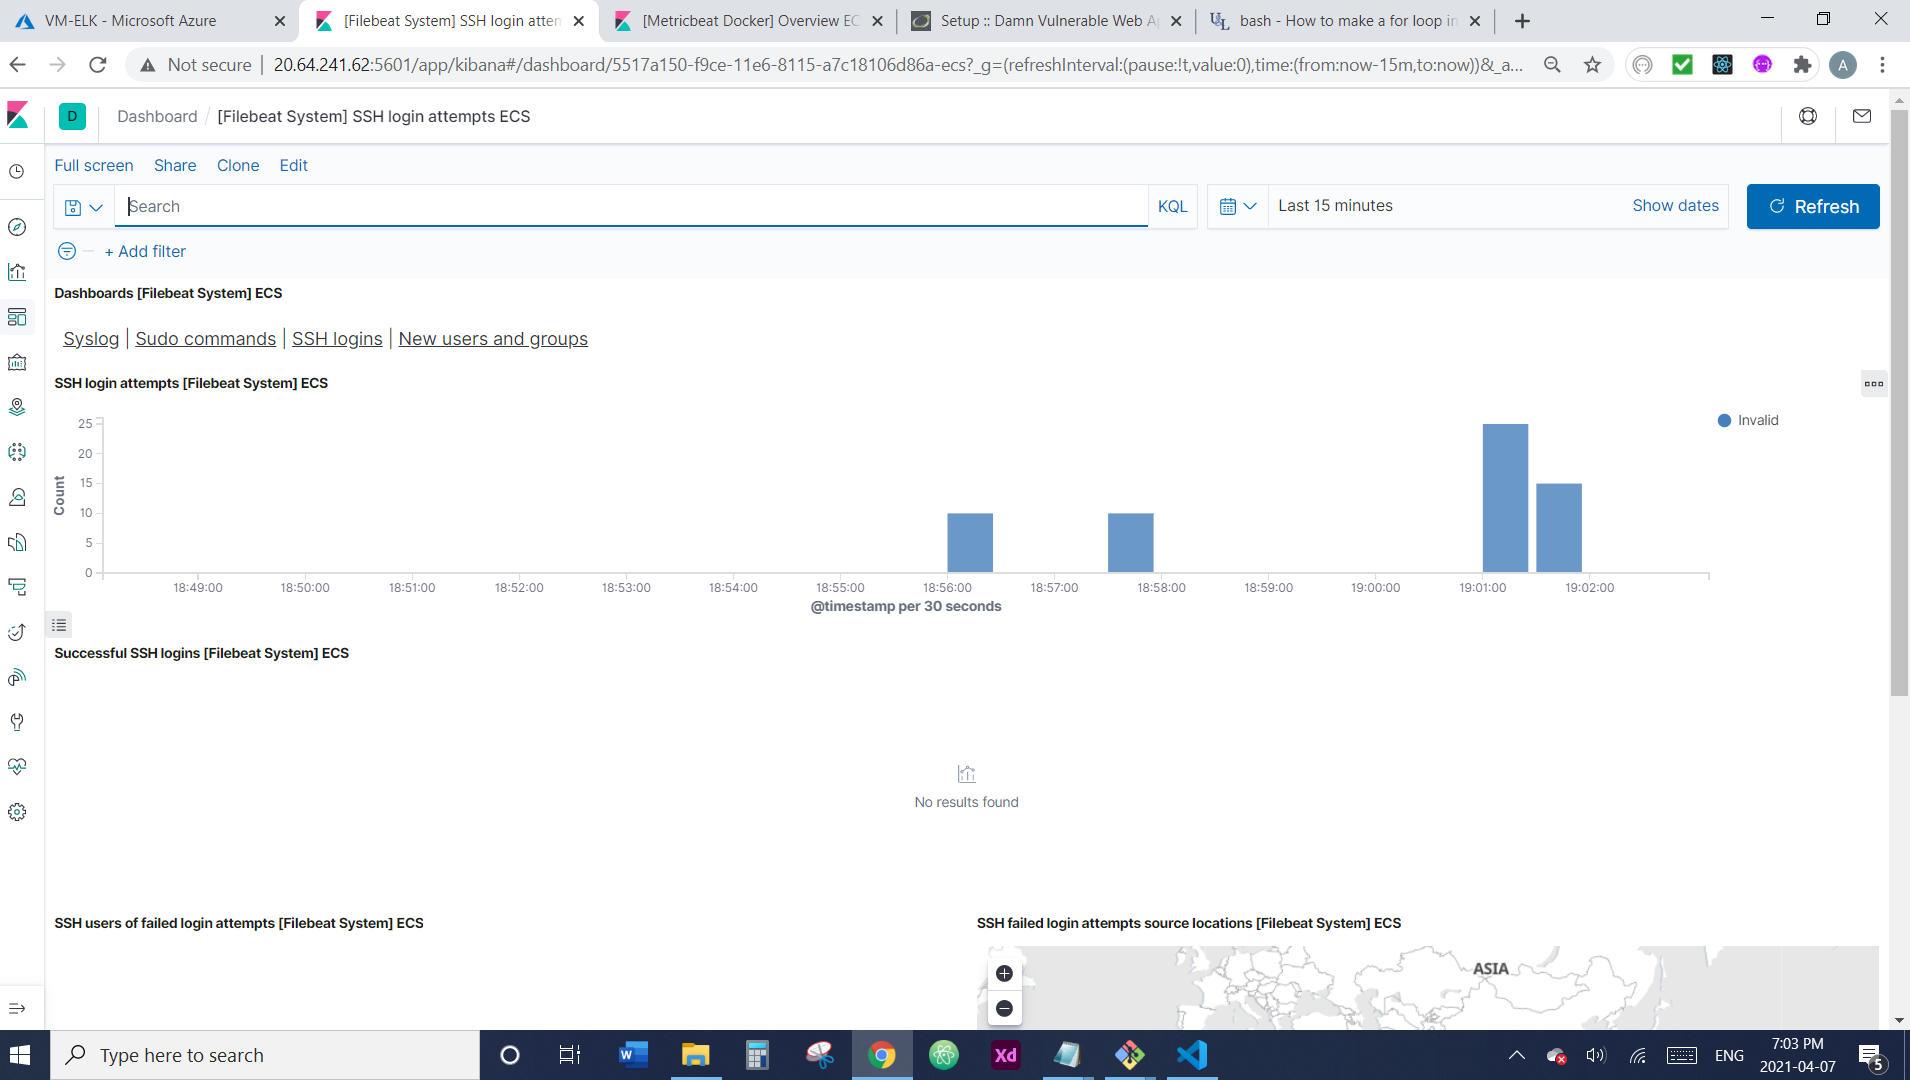 VM-ELK - Microsoft Azure
[Filebeat System] SSH login attem
[Metricbeat Docker] Overview EC
Setup :: Damn Vulnerable Web Ap
bash - How to make a for loop in
Not secure | 20.64.241.62:5601/app/kibana#/dashboard/5517a150-f9ce-11e6-8115-a7c18106d86a-ecs?_g=(refreshInterval:(pause:!t,value:0),time:(from:now-15m,to:now))&_a...
A
D
Dashboard / [Filebeat System] SSH login attempts ECS
Full screen Share Clone Edit
Search
KQL
Last 15 minutes
Show dates
Refresh
+ Add filter
Dashboards [Filebeat System] ECS
Syslog | Sudo commands | SSH logins | New users and groups
SSH login attempts [Filebeat System] ECS
25
20
15
10
5
0
Count
Invalid
18:49:00 18:50:00 18:51:00 18:52:00 18:53:00 18:54:00 18:55:00 18:56:00 18:57:00 18:58:00 18:59:00 19:00:00 19:01:00 19:02:00
@timestamp per 30 seconds
Successful SSH logins [Filebeat System] ECS
No results found
SSH users of failed login attempts [Filebeat System] ECS
SSH failed login attempts source locations [Filebeat System] ECS
ASIA
Type here to search
W
Xd
ENG
7:03 PM
2021-04-07
5